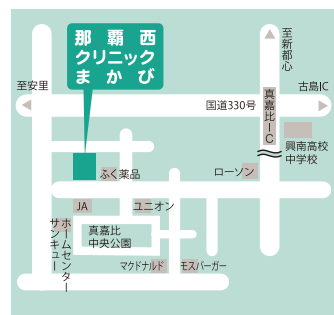 那覇西
クリニック
まかび
至新都心
至安里
古島IC
国道330号
真嘉比IC
興南高校
中学校
ふく薬品
ローソン
JA
ユニオン
ホームセンター
サンキュー
真嘉比
中央公園
マクドナルド
モスバーガー